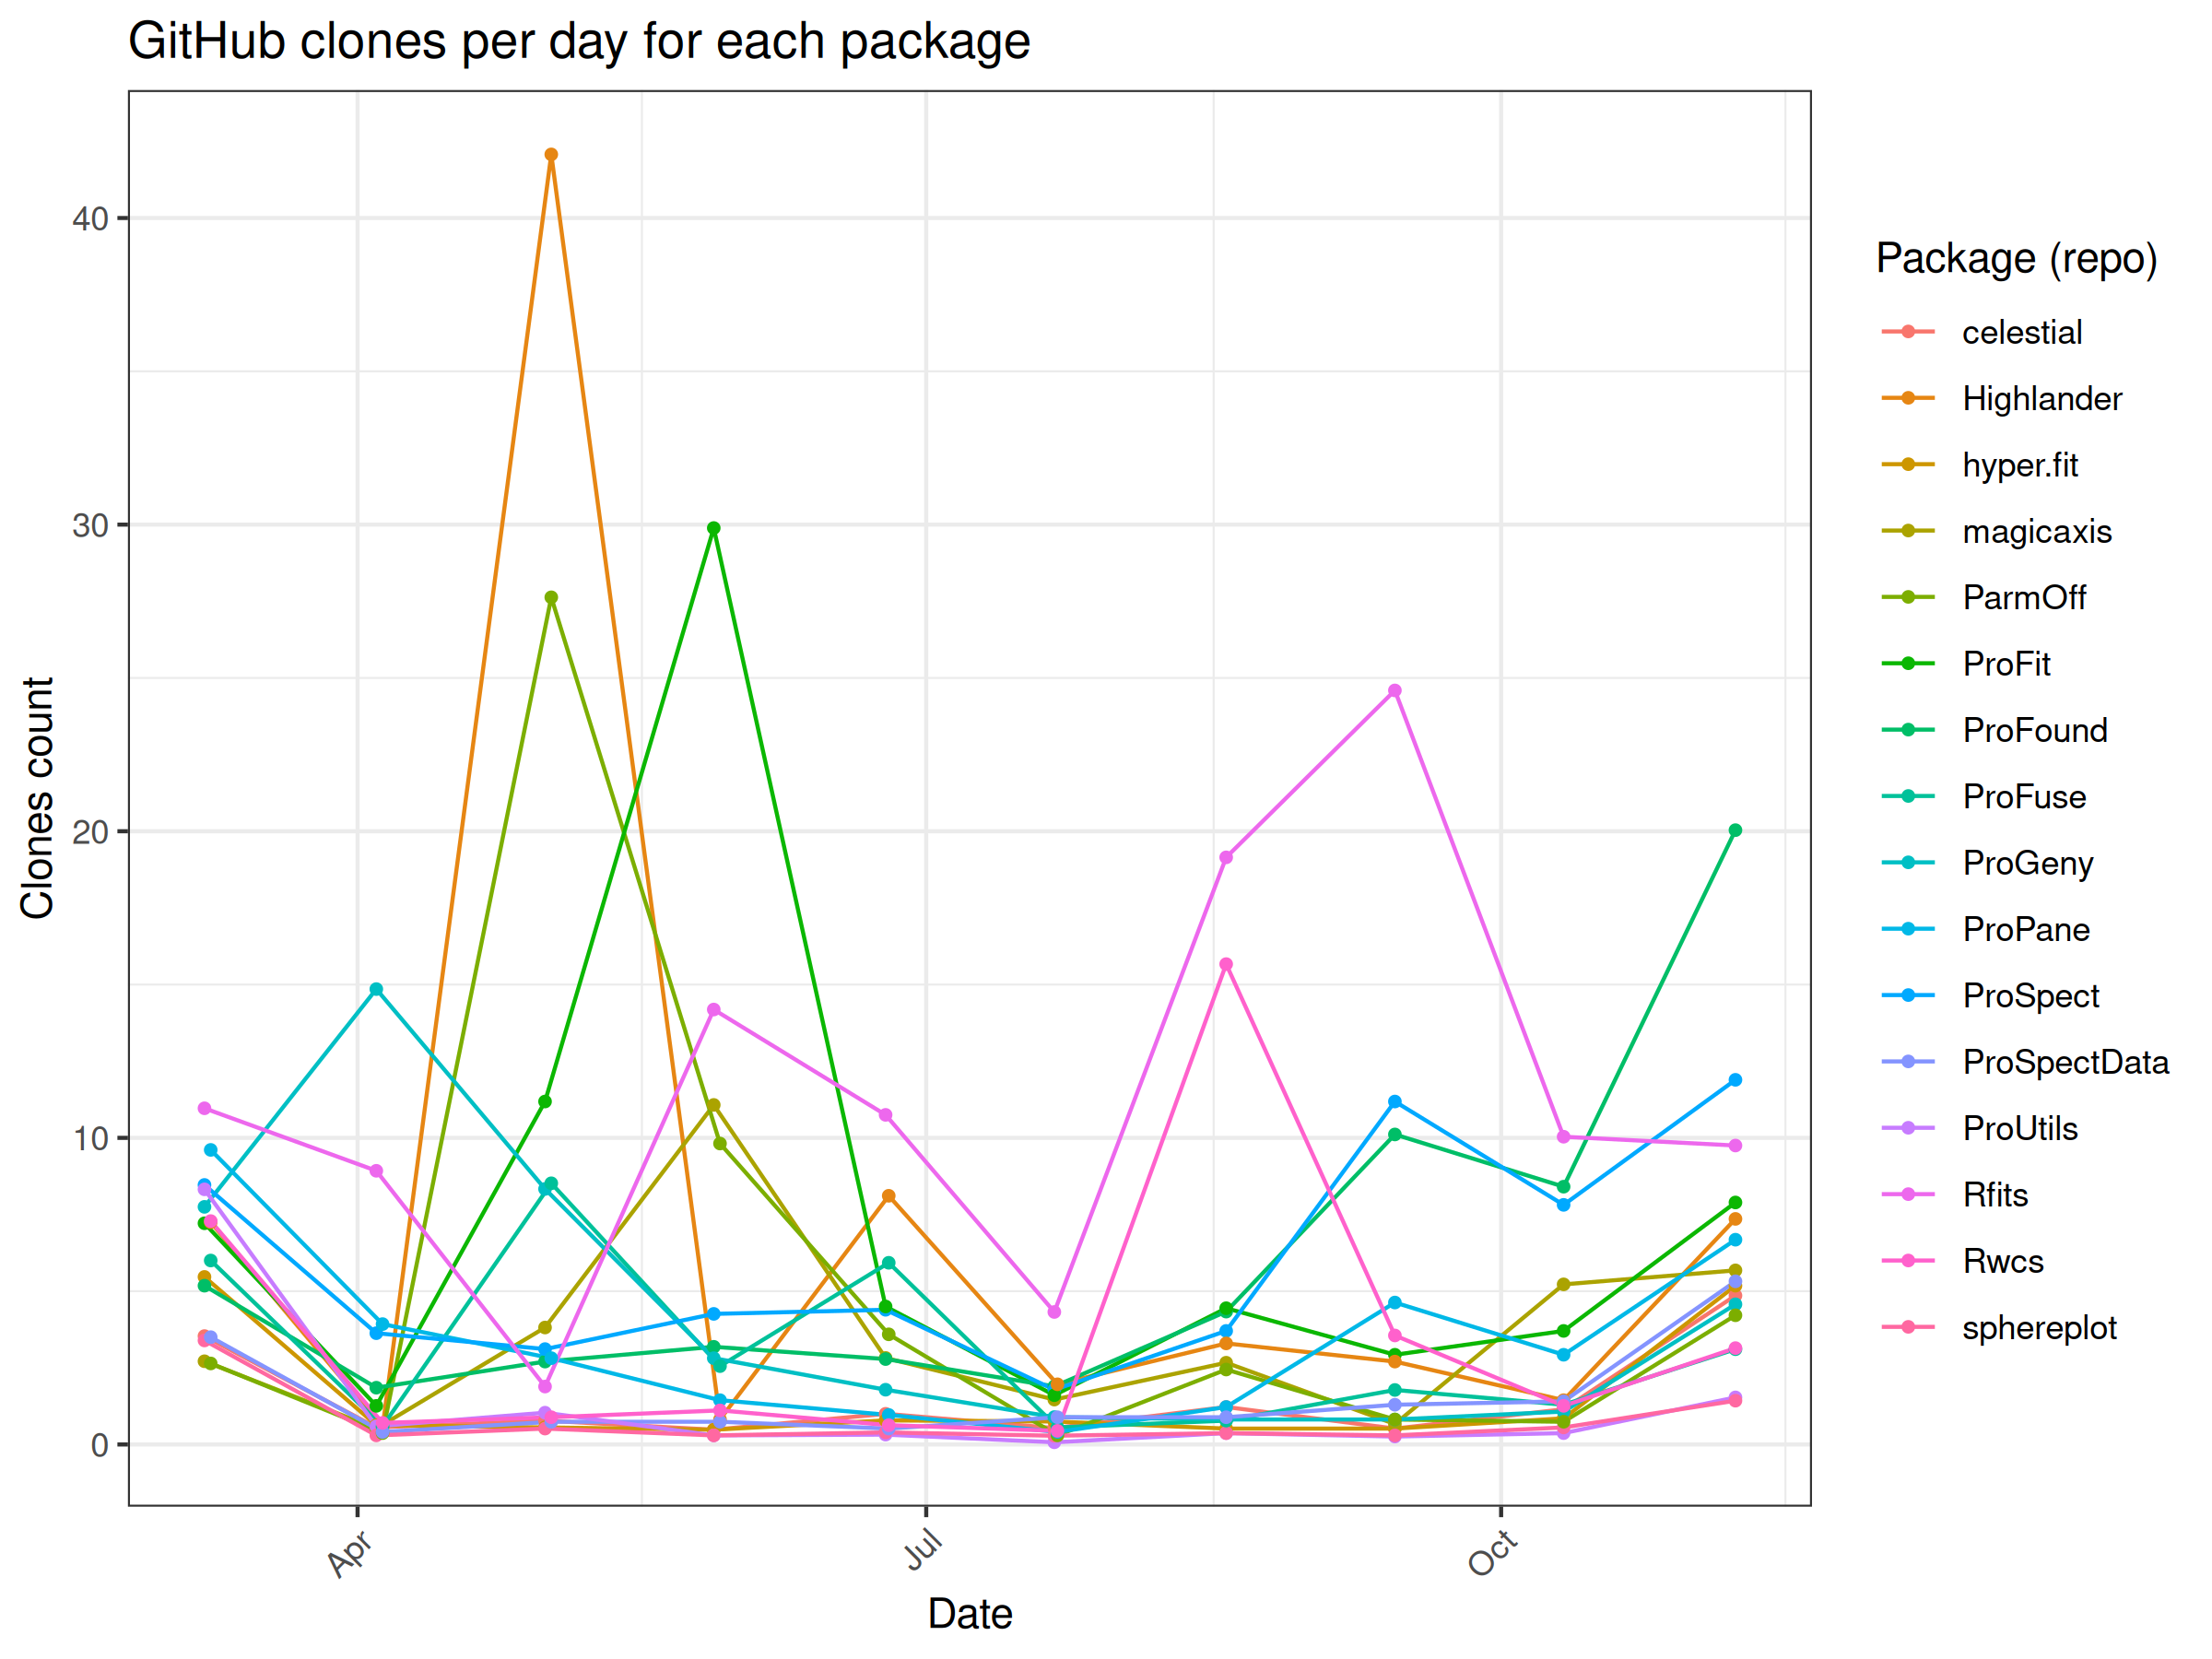 GitHub clones per day for each package
40
30
20
10
0
Clones count
Apr
Jul
Oct
Date
Package (repo)
celestial
Highlander
hyper.fit
magicaxis
ParmOff
ProFit
ProFound
ProFuse
ProGeny
ProPane
ProSpect
ProSpectData
ProUtils
Rfits
Rwcs
sphereplot